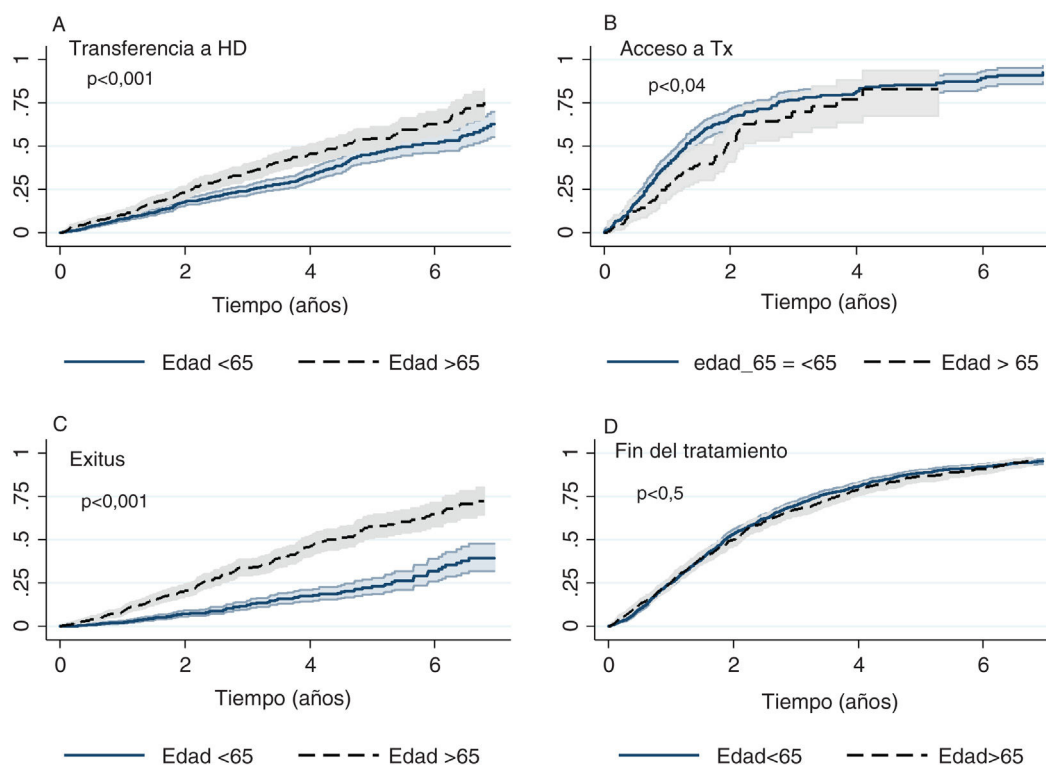 A
Transferencia a HD
p<0,001
1
.75
.5
.25
0
0 2 4 6
Tiempo (años)
Edad <65 Edad >65
B
Acceso a Tx
p<0,04
1
.75
.5
.25
0
0 2 4 6
Tiempo (años)
edad_65 = <65 Edad > 65
C
Exitus
p<0,001
1
.75
.5
.25
0
0 2 4 6
Tiempo (años)
Edad <65 Edad >65
D
Fin del tratamiento
p<0,5
1
.75
.5
.25
0
0 2 4 6
Tiempo (años)
Edad<65 Edad>65